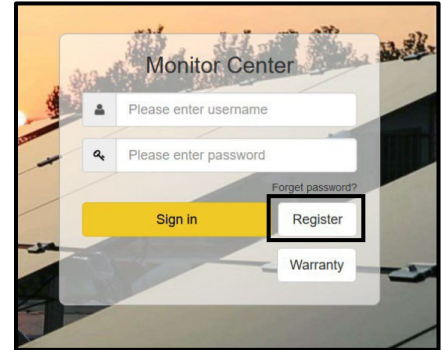 Monitor Center
Please enter username
Please enter password
Forget password?
Sign in
Register
Warranty